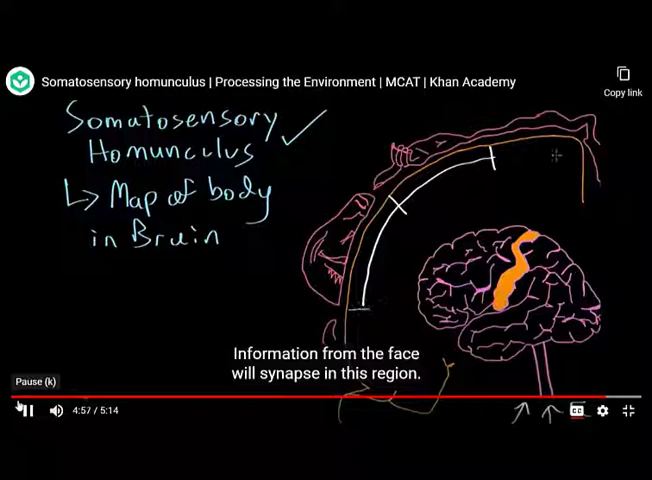 Somatosensory homunculus | Processing the Environment | MCAT | Khan Academy
Copy link
Somatosensory
Homunculus
↳ Map of body
in Brain
Information from the face
will synapse in this region.
Pause (k)
4:57 / 5:14
CC